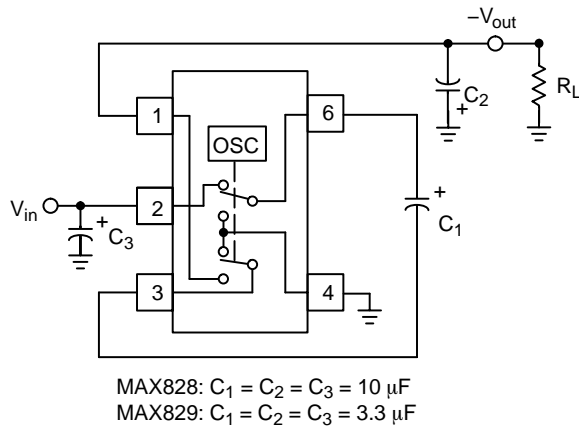 –Vout
C2
+
RL
1
6
OSC
Vin
2
+
C3
+
C1
3
4
MAX828: C1 = C2 = C3 = 10 μF
MAX829: C1 = C2 = C3 = 3.3 μF